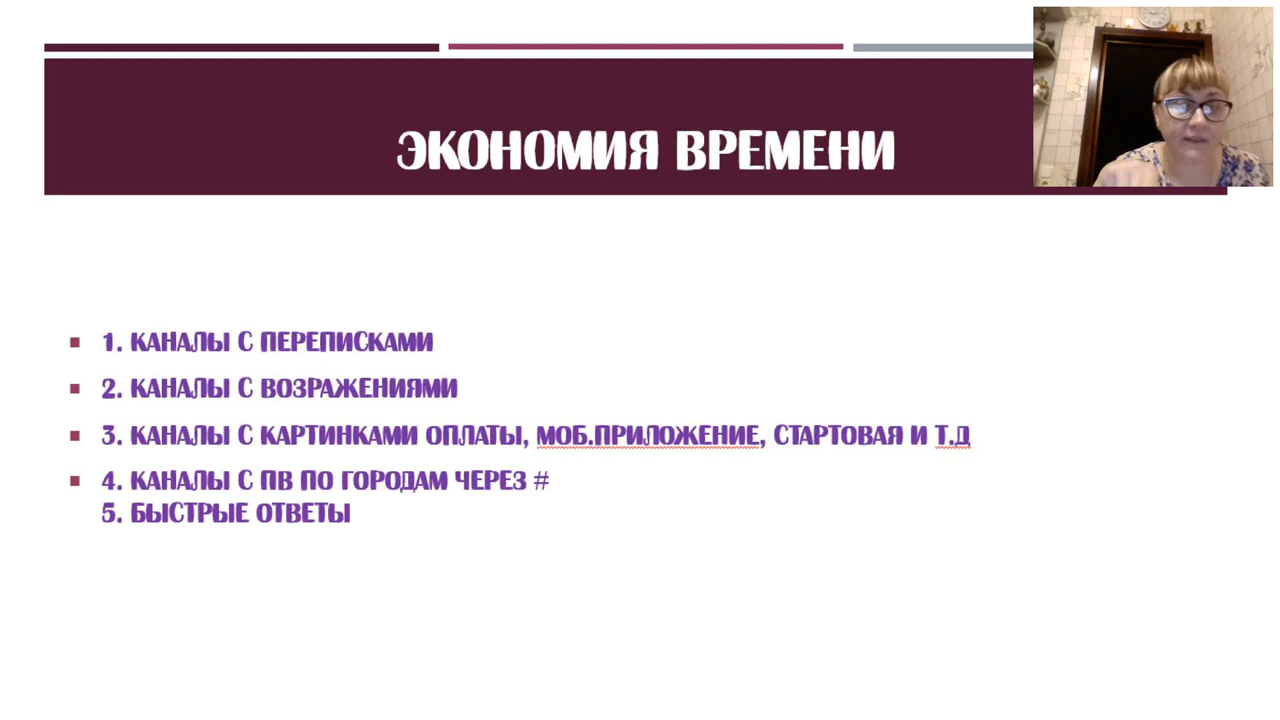 ЭКОНОМИЯ ВРЕМЕНИ
1. КАНАЛЫ С ПЕРЕПИСКАМИ
2. КАНАЛЫ С ВОЗРАЖЕНИЯМИ
3. КАНАЛЫ С КАРТИНКАМИ ОПЛАТЫ, МОБ.ПРИЛОЖЕНИЕ, СТАРТОВАЯ И Т.Д
4. КАНАЛЫ С ПВ ПО ГОРОДАМ ЧЕРЕЗ #
5. БЫСТРЫЕ ОТВЕТЫ